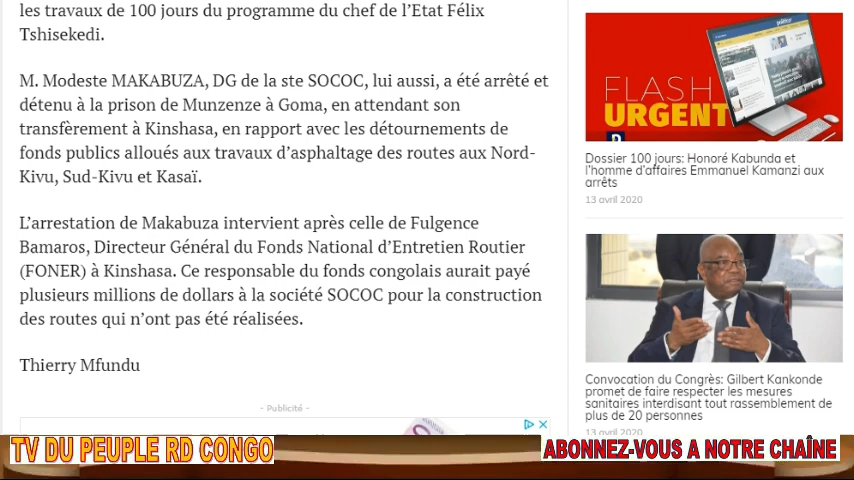 les travaux de 100 jours du programme du chef de l'Etat Félix
Tshisekedi.
M. Modeste MAKABUZA, DG de la ste SOCOC, lui aussi, a été arrêté et
détenu à la prison de Munzenze à Goma, en attendant son
transfèrement à Kinshasa, en rapport avec les détournements de
fonds publics alloués aux travaux d'asphaltage des routes aux Nord-
Kivu, Sud-Kivu et Kasaï.
L'arrestation de Makabuza intervient après celle de Fulgence
Bamaros, Directeur Général du Fonds National d'Entretien Routier
(FONER) à Kinshasa. Ce responsable du fonds congolais aurait payé
plusieurs millions de dollars à la société SOCOC pour la construction
des routes qui n'ont pas été réalisées.
Thierry Mfundu
- Publicité -
FLASH
URGENT
Dossier 100 jours: Honoré Kabunda et
l'homme d'affaires Emmanuel Kamanzi aux
arrêts
13 avril 2020
Convocation du Congrès: Gilbert Kankonde
promet de faire respecter les mesures
sanitaires interdisant tout rassemblement de
plus de 20 personnes
13 avril 2020
TV DU PEUPLE RD CONGO
ABONNEZ-VOUS A NOTRE CHAÎNE